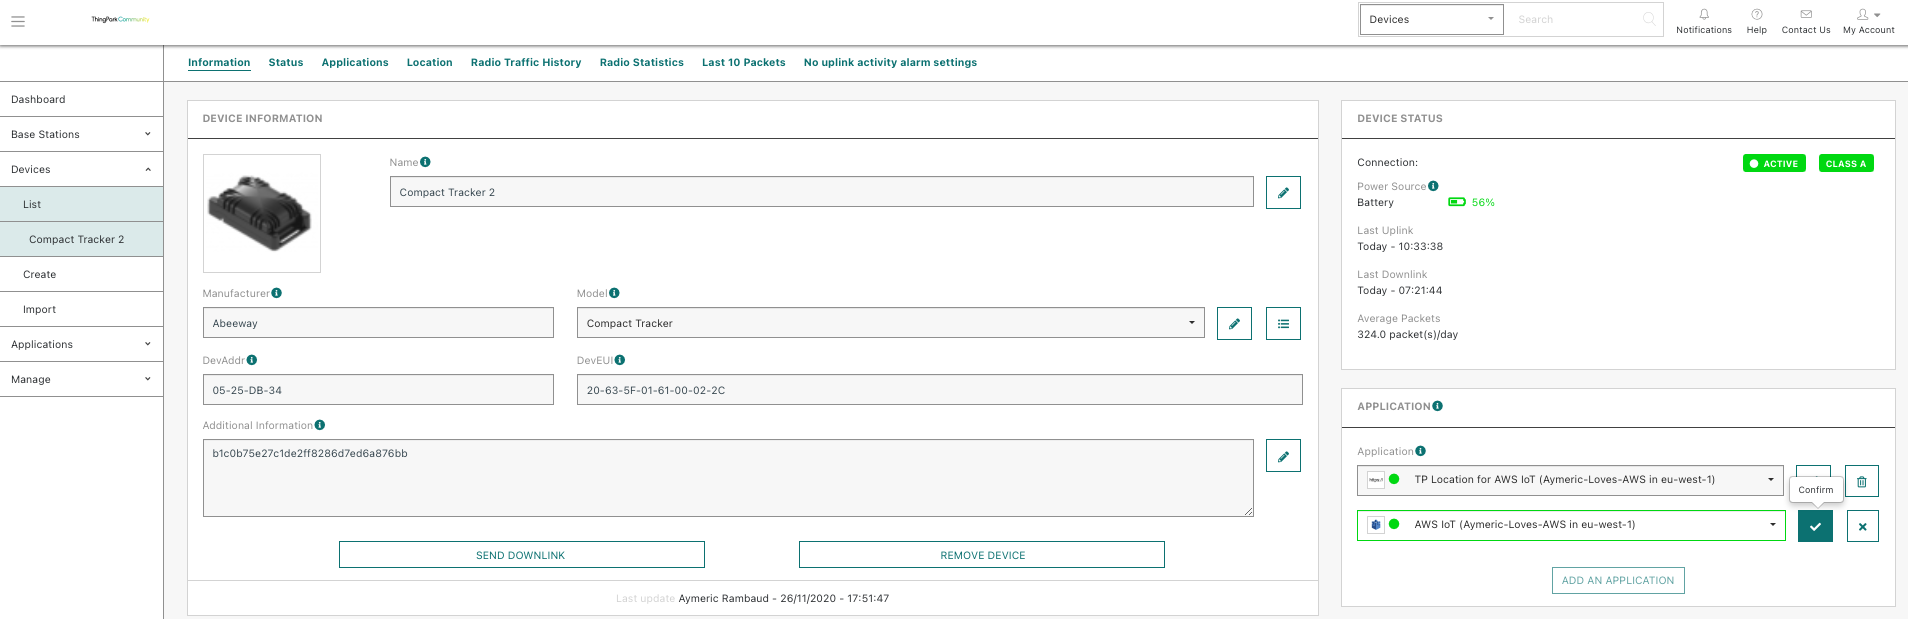 ThingPark Community
Devices
Search
Notifications
Help
Contact Us
My Account
Information
Status
Applications
Location
Radio Traffic History
Radio Statistics
Last 10 Packets
No uplink activity alarm settings
Dashboard
Base Stations
Devices
List
Compact Tracker 2
Create
Import
Applications
Manage
DEVICE INFORMATION
Name
Compact Tracker 2
Manufacturer
Abeeway
Model
Compact Tracker
DevAddr
05-25-DB-34
DevEUI
20-63-5F-01-61-00-02-2C
Additional Information
b1c0b75e27c1de2ff8286d7ed6a876bb
SEND DOWNLINK
REMOVE DEVICE
Last update Aymeric Rambaud - 26/11/2020 - 17:51:47
DEVICE STATUS
Connection:
ACTIVE
CLASS A
Power Source
Battery
56%
Last Uplink
Today - 10:33:38
Last Downlink
Today - 07:21:44
Average Packets
324.0 packet(s)/day
APPLICATION
Application
TP Location for AWS IoT (Aymeric-Loves-AWS in eu-west-1)
Confirm
AWS IoT (Aymeric-Loves-AWS in eu-west-1)
ADD AN APPLICATION